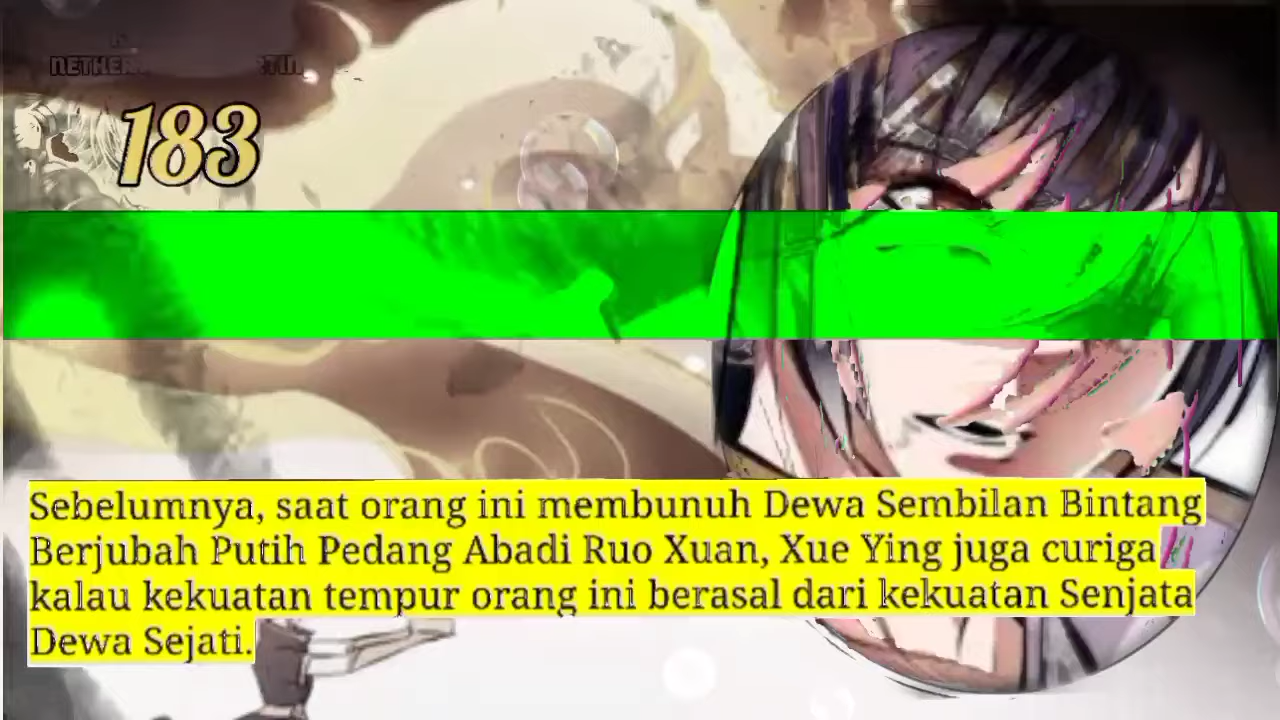 183
Sebelumnya, saat orang ini membunuh Dewa Sembilan Bintang
Berjubah Putih Pedang Abadi Ruo Xuan, Xue Ying juga curiga
kalau kekuatan tempur orang ini berasal dari kekuatan Senjata
Dewa Sejati.